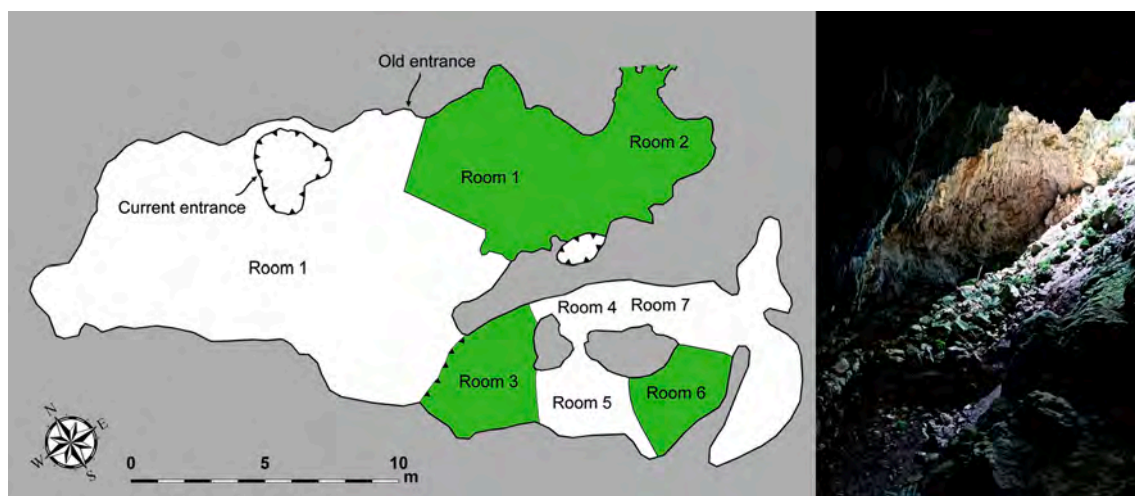 Old entrance
Room 2
Room 1
Current entrance
Room 1
Room 4
Room 7
Room 3
Room 6
Room 5
N
E
W
S
0
5
10
m